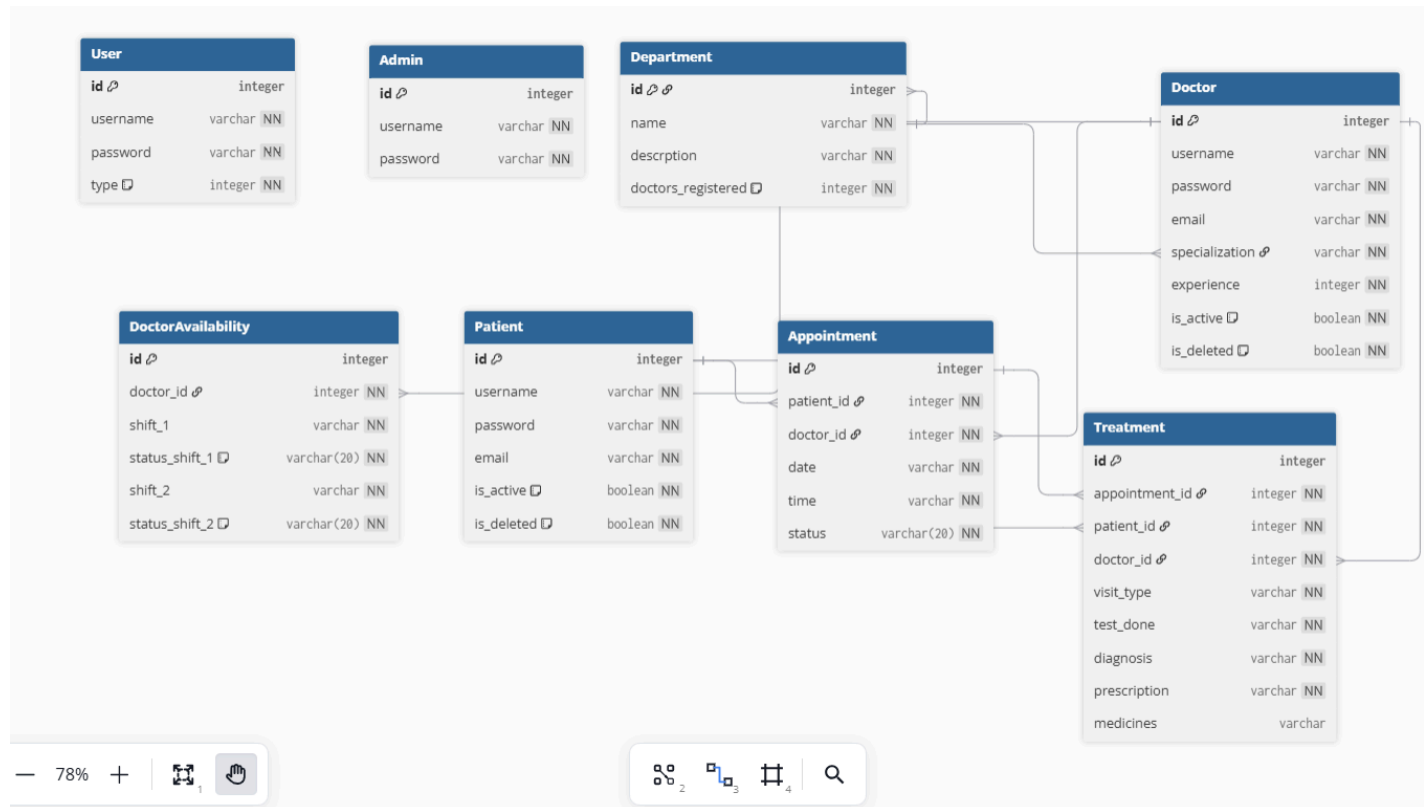 User
id integer
username varchar NN
password varchar NN
type integer NN
Admin
id integer
username varchar NN
password varchar NN
Department
id integer
name varchar NN
descrption varchar NN
doctors_registered integer NN
Doctor
id integer
username varchar NN
password varchar NN
email varchar NN
specialization varchar NN
experience integer NN
is_active boolean NN
is_deleted boolean NN
DoctorAvailability
id integer
doctor_id integer NN
shift_1 varchar NN
status_shift_1 varchar(20) NN
shift_2 varchar NN
status_shift_2 varchar(20) NN
Patient
id integer
username varchar NN
password varchar NN
email varchar NN
is_active boolean NN
is_deleted boolean NN
Appointment
id integer
patient_id integer NN
doctor_id integer NN
date varchar NN
time varchar NN
status varchar(20) NN
Treatment
id integer
appointment_id integer NN
patient_id integer NN
doctor_id integer NN
visit_type varchar NN
test_done varchar NN
diagnosis varchar NN
prescription varchar NN
medicines varchar
78% 1
2 3 4